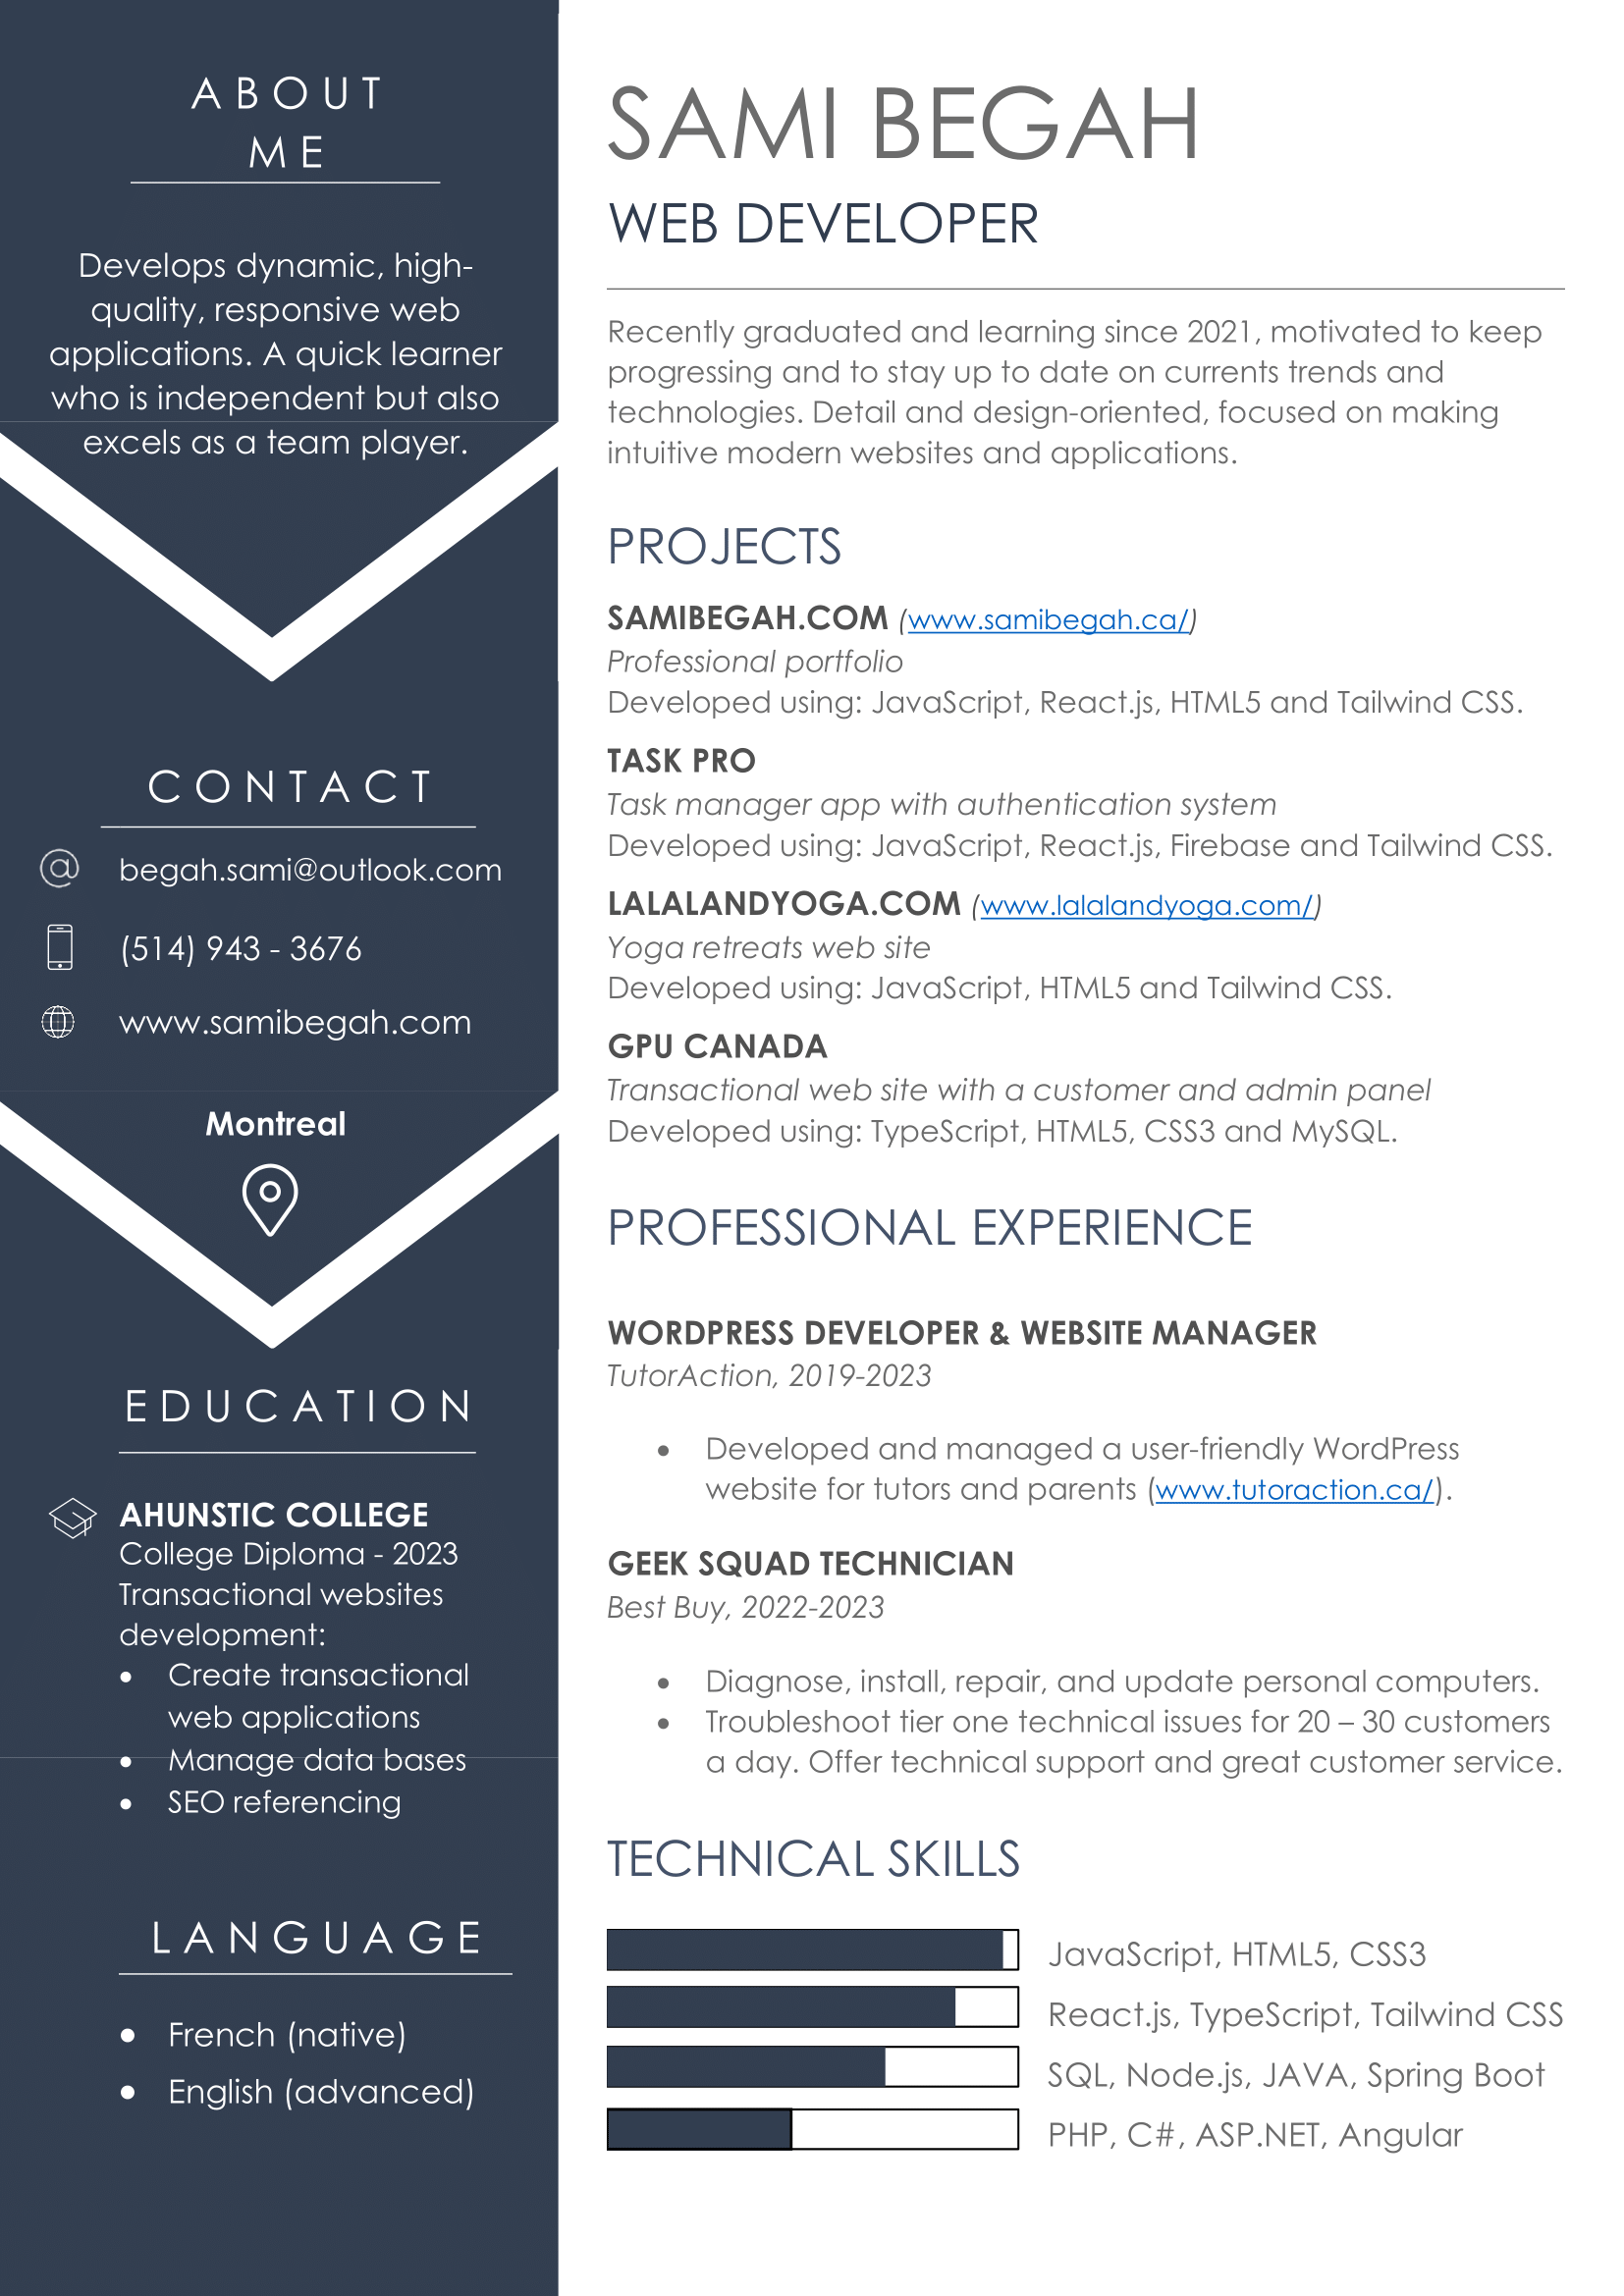 ABOUT
ME
Develops dynamic, high-
quality, responsive web
applications. A quick learner
who is independent but also
excels as a team player.
CONTACT
begah.sami@outlook.com
(514) 943 - 3676
www.samibegah.com
Montreal
EDUCATION
AHUNSTIC COLLEGE
College Diploma - 2023
Transactional websites
development:
• Create transactional
web applications
• Manage data bases
• SEO referencing
LANGUAGE
• French (native)
• English (advanced)
SAMI BEGAH
WEB DEVELOPER
Recently graduated and learning since 2021, motivated to keep
progressing and to stay up to date on currents trends and
technologies. Detail and design-oriented, focused on making
intuitive modern websites and applications.
PROJECTS
SAMIBEGAH.COM (www.samibegah.ca/)
Professional portfolio
Developed using: JavaScript, React.js, HTML5 and Tailwind CSS.
TASK PRO
Task manager app with authentication system
Developed using: JavaScript, React.js, Firebase and Tailwind CSS.
LALALANDYOGA.COM (www.lalalandyoga.com/)
Yoga retreats web site
Developed using: JavaScript, HTML5 and Tailwind CSS.
GPU CANADA
Transactional web site with a customer and admin panel
Developed using: TypeScript, HTML5, CSS3 and MySQL.
PROFESSIONAL EXPERIENCE
WORDPRESS DEVELOPER & WEBSITE MANAGER
TutorAction, 2019-2023
• Developed and managed a user-friendly WordPress
website for tutors and parents (www.tutoraction.ca/).
GEEK SQUAD TECHNICIAN
Best Buy, 2022-2023
• Diagnose, install, repair, and update personal computers.
• Troubleshoot tier one technical issues for 20 – 30 customers
a day. Offer technical support and great customer service.
TECHNICAL SKILLS
JavaScript, HTML5, CSS3
React.js, TypeScript, Tailwind CSS
SQL, Node.js, JAVA, Spring Boot
PHP, C#, ASP.NET, Angular